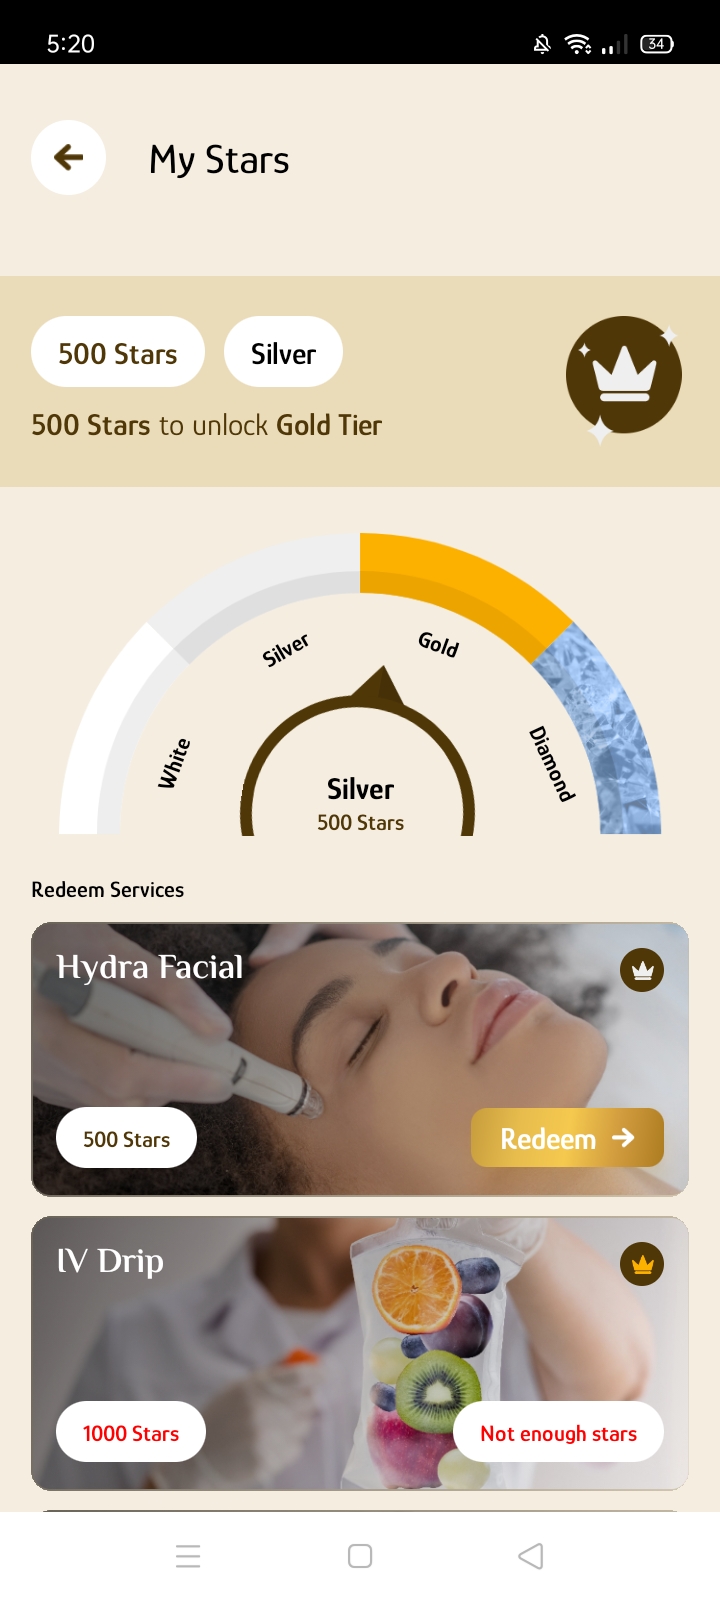 5:20
34
My Stars
500 Stars
Silver
500 Stars to unlock Gold Tier
White
Silver
Gold
Diamond
Silver
500 Stars
Redeem Services
Hydra Facial
500 Stars
Redeem
IV Drip
1000 Stars
Not enough stars